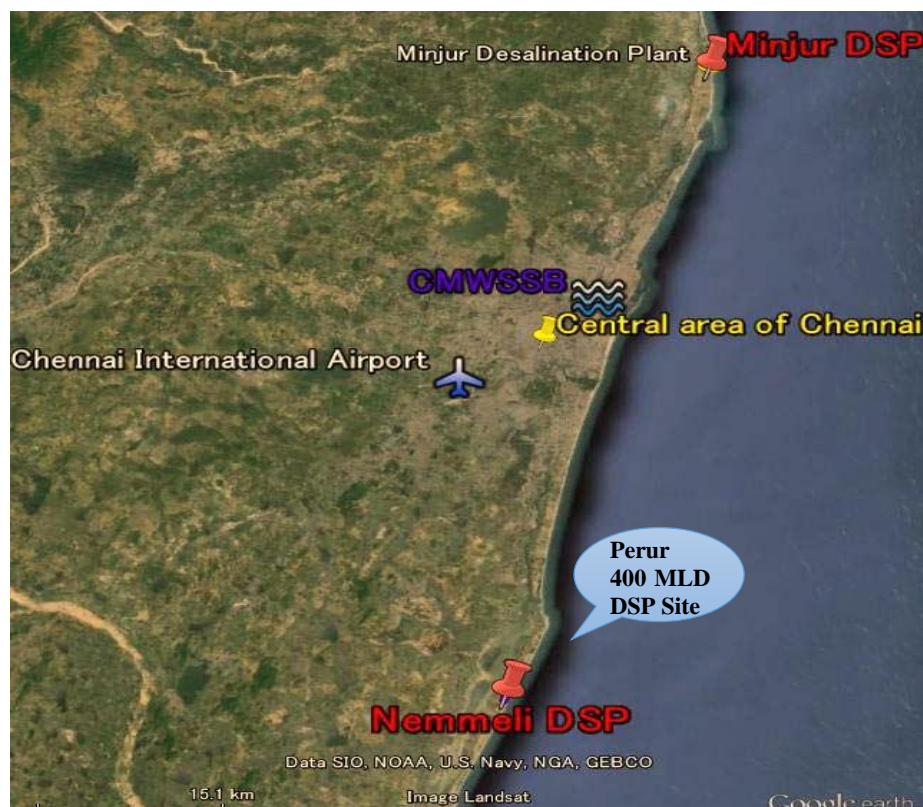 Minjur Desalination Plant
Minjur DSP
CMWSSB
Central area of Chennai
Chennai International Airport
Perur
400 MLD
DSP Site
Nemmeli DSP
Data SIO, NOAA, U.S. Navy, NGA, GEBCO
15.1 km
Image Landsat
Google earth